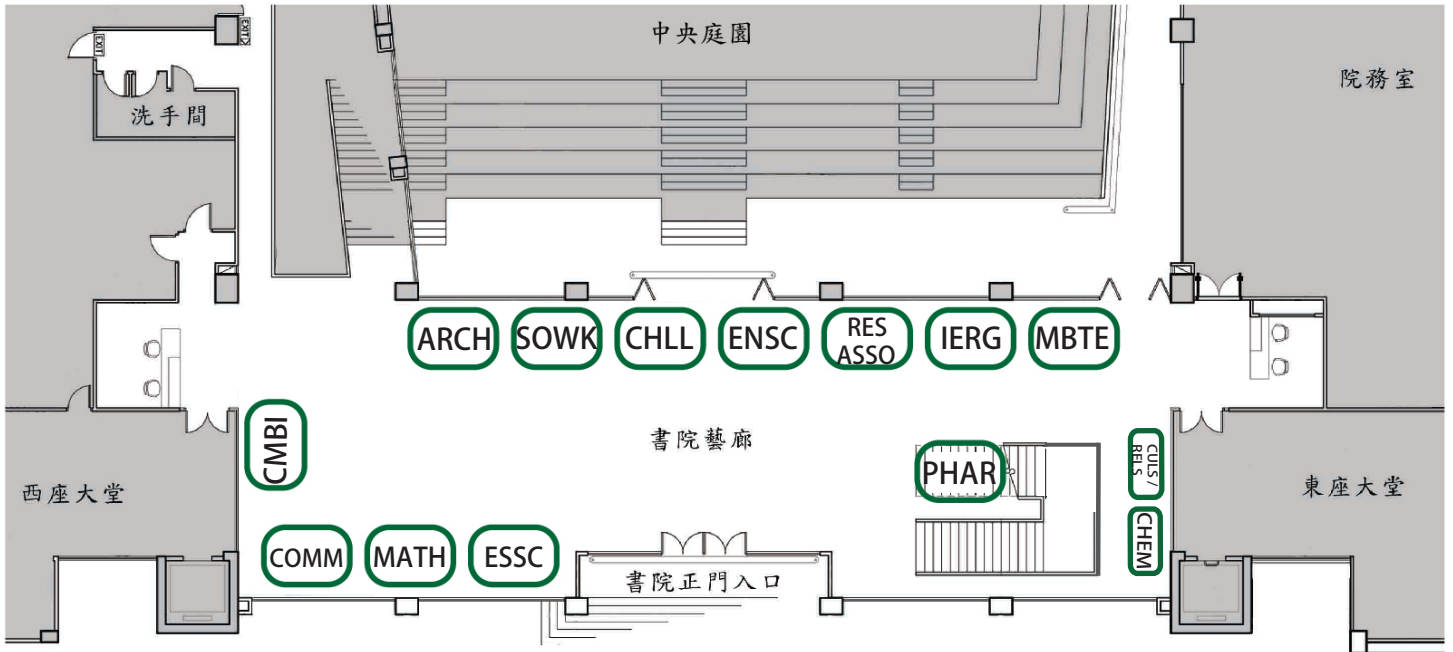 中央庭園
EXIT
EXIT
院務室
洗手間
ARCH
SOWK
CHLL
ENSC
RES
ASSO
IERG
MBTE
CMBI
書院藝廊
PHAR
CULS /
RELS
西座大堂
東座大堂
COMM
MATH
ESSC
CHEM
書院正門入口